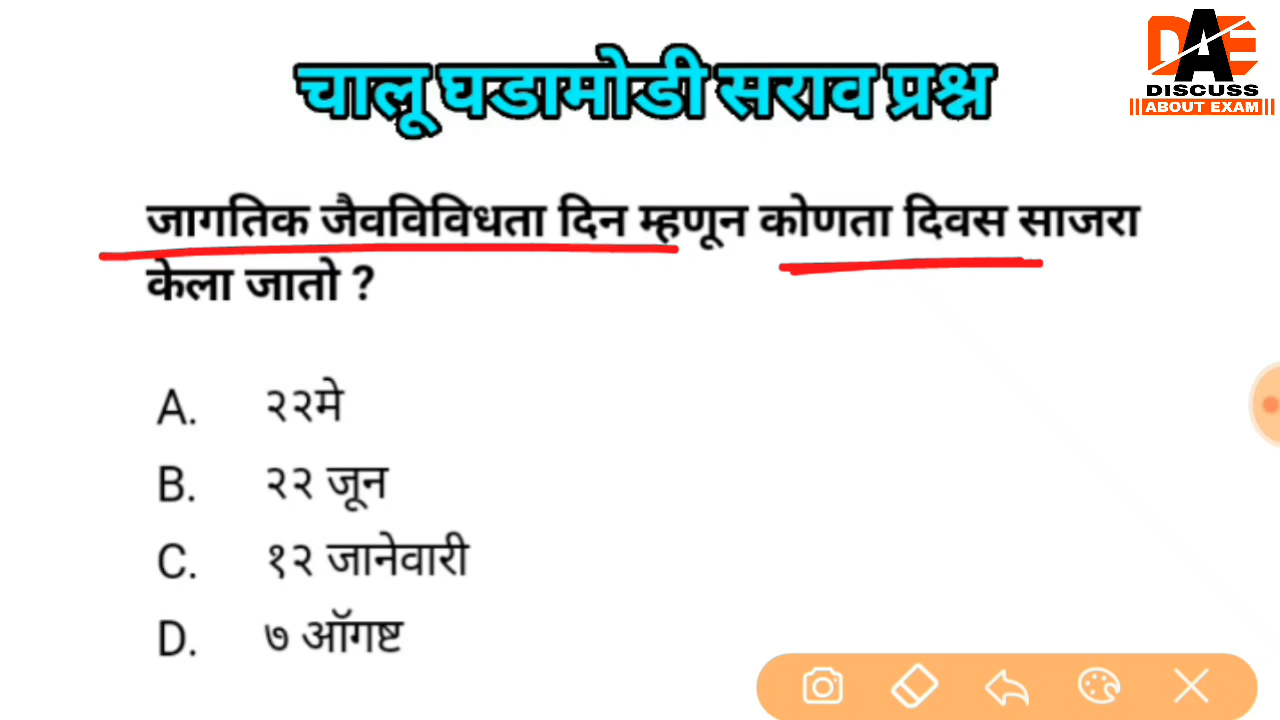 DAE
DISCUSS
ABOUT EXAM
चालू घडामोडी सराव प्रश्न
जागतिक जैवविविधता दिन म्हणून कोणता दिवस साजरा
केला जातो ?
A. २२मे
B. २२ जून
C. १२ जानेवारी
D. ७ ऑगष्ट